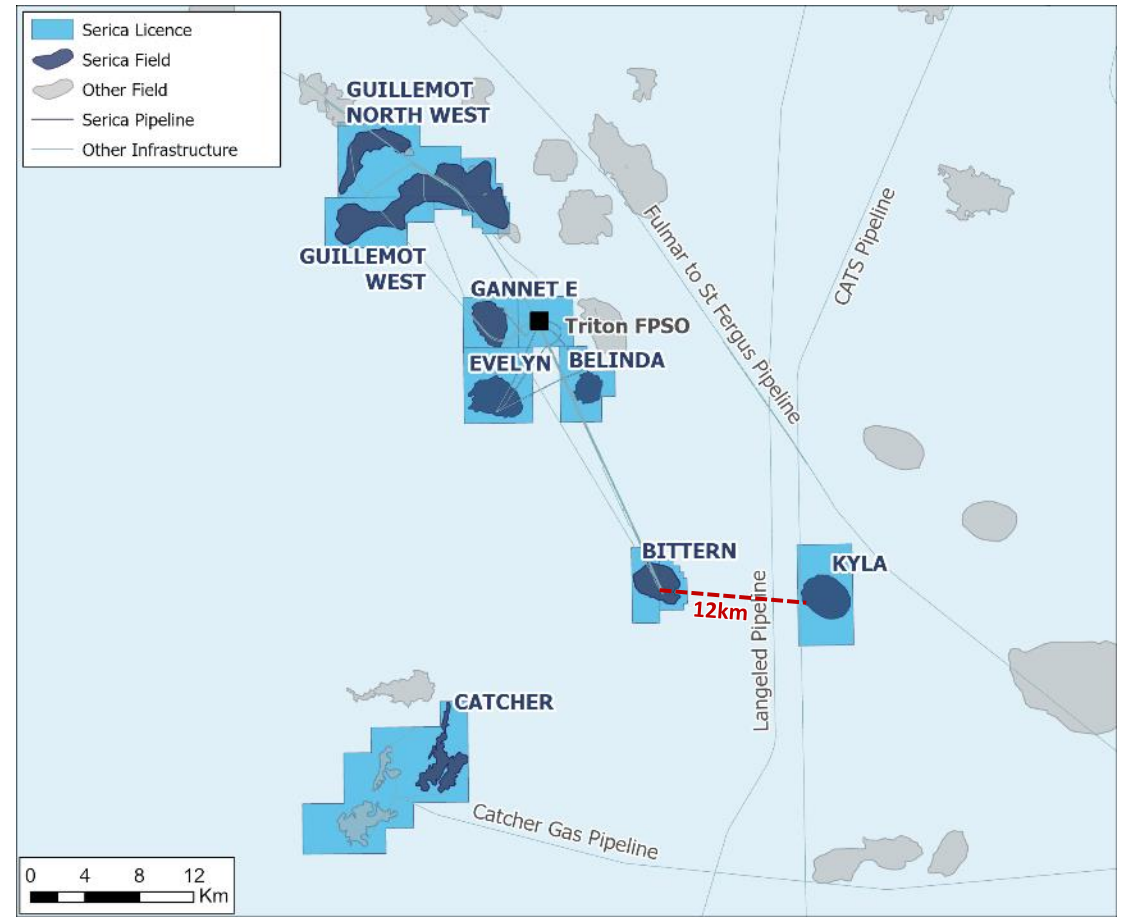 Serica Licence
Serica Field
Other Field
Serica Pipeline
Other Infrastructure
GUILLEMOT
NORTH WEST
GUILLEMOT
WEST
GANNET E
Triton FPSO
EVELYN
BELINDA
Fulmar to St Fergus Pipeline
CATS Pipeline
BITTERN
KYLA
12km
Langeled Pipeline
CATCHER
Catcher Gas Pipeline
0 4 8 12
Km